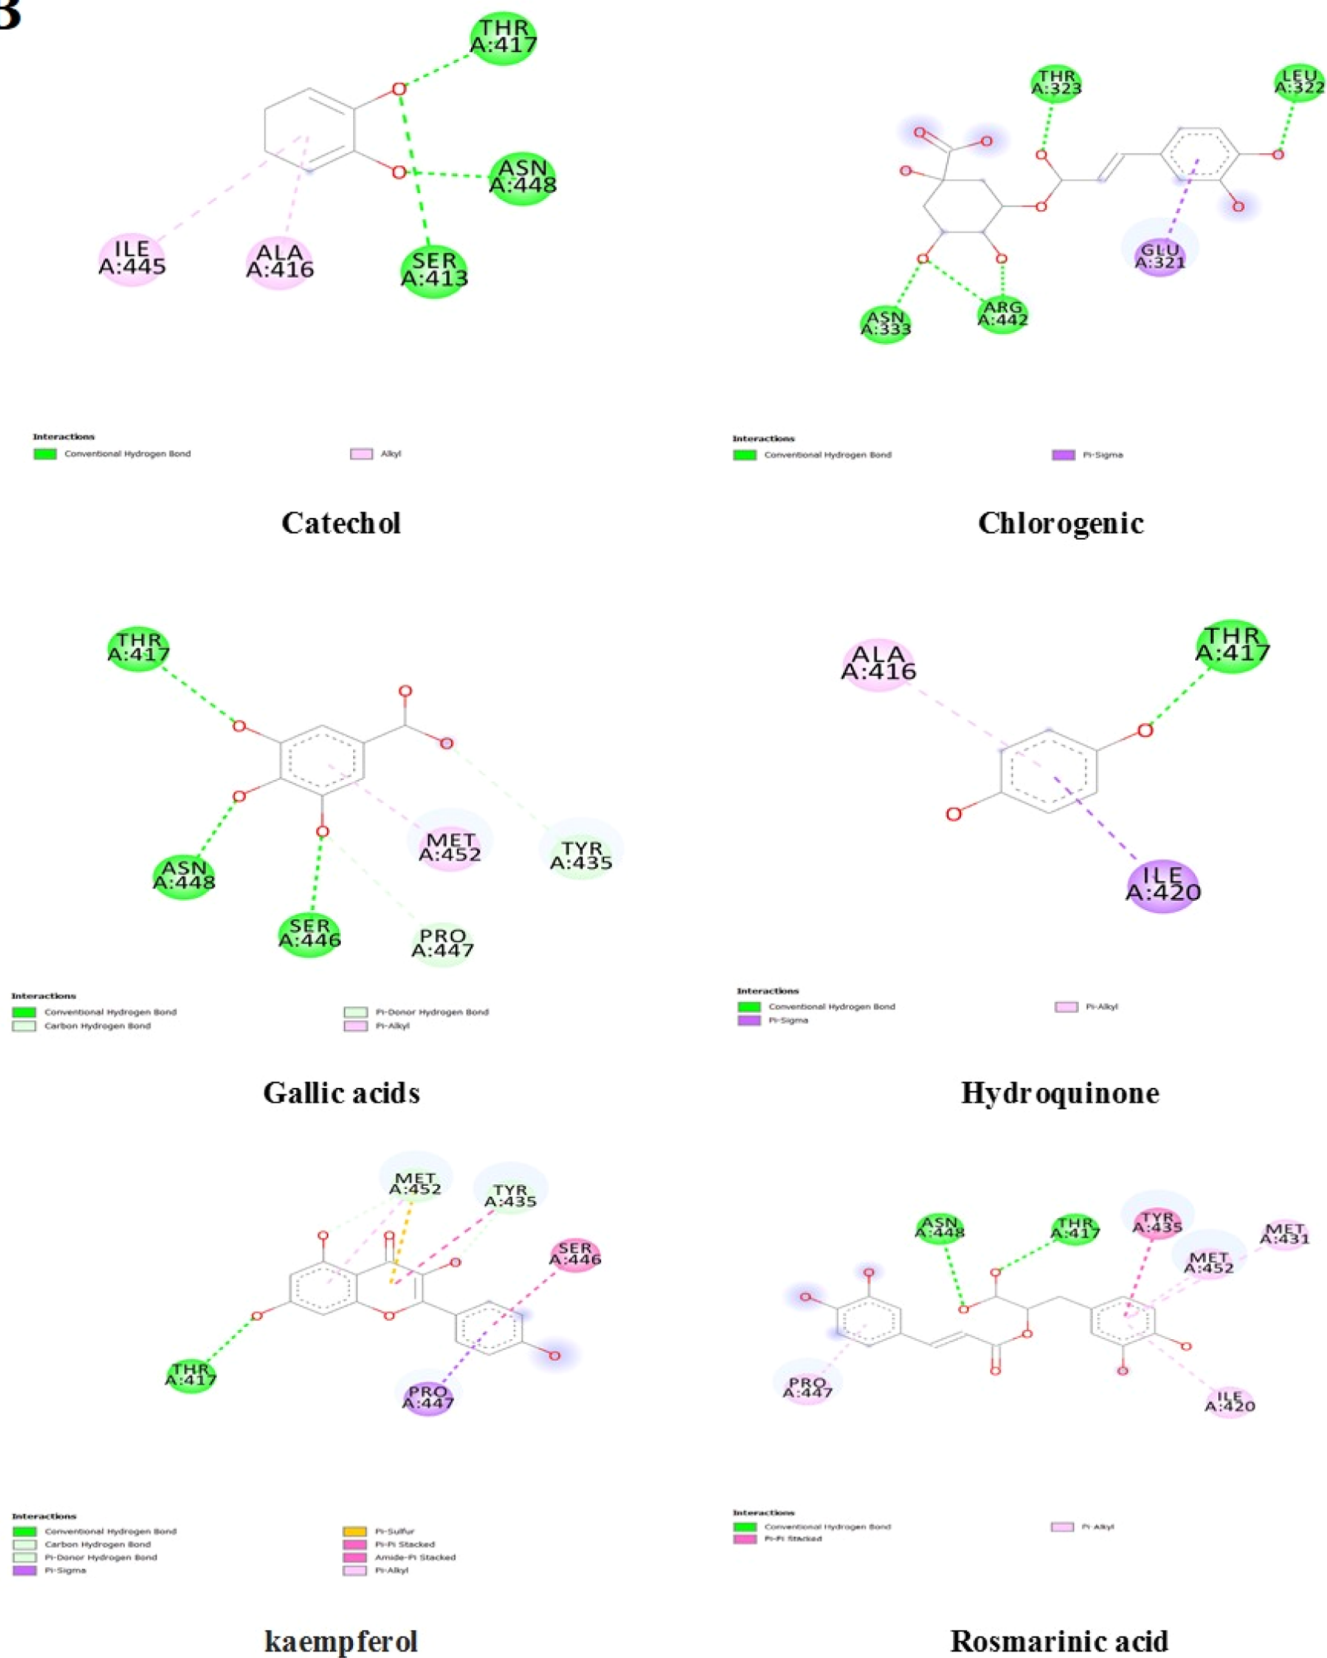 B
THR
A:417
ASN
A:448
SER
A:413
ALA
A:416
ILE
A:445
Interactions
Conventional Hydrogen Bond
Alkyl
Catechol
THR
A:323
LEU
A:322
O
O
O
O
O
O
O
O
O
GLU
A:321
ASN
A:333
ARG
A:442
Interactions
Conventional Hydrogen Bond
Pi-Sigma
Chlorogenic
THR
A:417
O
O
O
O
O
ASN
A:448
SER
A:446
PRO
A:447
MET
A:452
TYR
A:435
Interactions
Conventional Hydrogen Bond
Carbon Hydrogen Bond
Pi-Donor Hydrogen Bond
Pi-Alkyl
Gallic acids
ALA
A:416
THR
A:417
O
O
ILE
A:420
Interactions
Conventional Hydrogen Bond
Pi-Sigma
Pi-Alkyl
Hydroquinone
MET
A:452
TYR
A:435
SER
A:446
O
O
O
O
O
O
THR
A:417
PRO
A:447
Interactions
Conventional Hydrogen Bond
Carbon Hydrogen Bond
Pi-Donor Hydrogen Bond
Pi-Sigma
Pi-Sulfur
Pi-Pi Stacked
Amide-Pi Stacked
Pi-Alkyl
kaempferol
ASN
A:448
THR
A:417
TYR
A:435
MET
A:452
MET
A:431
O
O
O
O
O
O
O
O
PRO
A:447
ILE
A:420
Interactions
Conventional Hydrogen Bond
Pi-Pi Stacked
Pi-Alkyl
Rosmarinic acid